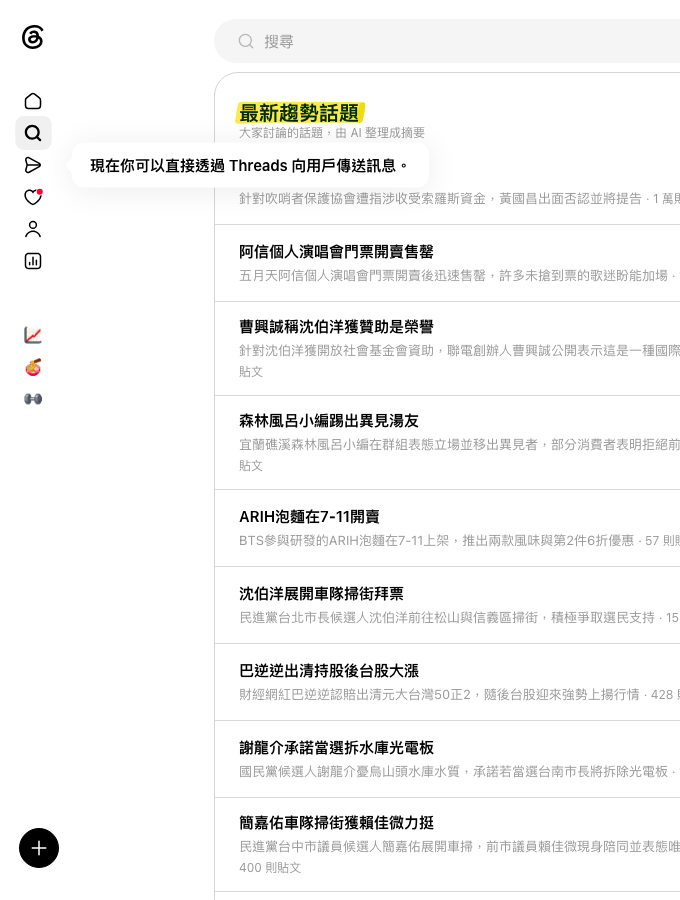 搜尋
最新趨勢話題
大家討論的話題，由 AI 整理成摘要
現在你可以直接透過 Threads 向用戶傳送訊息。
針對吹哨者保護協會遭指涉收受索羅斯資金，黃國昌出面否認並將提告 · 1 萬
阿信個人演唱會門票開賣售罄
五月天阿信個人演唱會門票開賣後迅速售罄，許多未搶到票的歌迷盼能加場 ·
曹興誠稱沈伯洋獲贊助是榮譽
針對沈伯洋獲開放社會基金會資助，聯電創辦人曹興誠公開表示這是一種國際
貼文
森林風呂小編踢出異見湯友
宜蘭礁溪森林風呂小編在群組表態立場並移出異見者，部分消費者表明拒絕前
貼文
ARIH泡麵在7-11開賣
BTS參與研發的ARIH泡麵在7-11上架，推出兩款風味與第2件6折優惠 · 57 則
沈伯洋展開車隊掃街拜票
民進黨台北市長候選人沈伯洋前往松山與信義區掃街，積極爭取選民支持 · 15
巴逆逆出清持股後台股大漲
財經網紅巴逆逆認賠出清元大台灣50正2，隨後台股迎來強勢上揚行情 · 428
謝龍介承諾當選拆水庫光電板
國民黨候選人謝龍介憂烏山頭水庫水質，承諾若當選台南市長將拆除光電板 ·
簡嘉佑車隊掃街獲賴佳微力挺
民進黨台中市議員候選人簡嘉佑展開車掃，前市議員賴佳微現身陪同並表態唯
400 則貼文